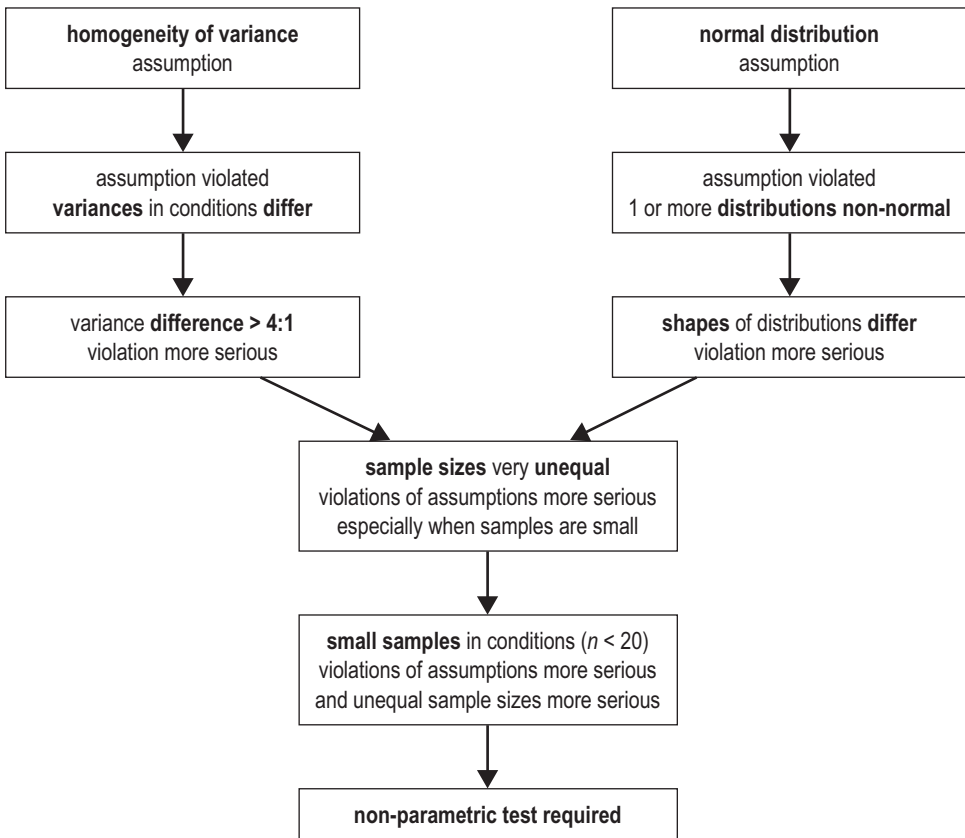 homogeneity of variance
assumption
normal distribution
assumption
assumption violated
variances in conditions differ
assumption violated
1 or more distributions non-normal
variance difference > 4:1
violation more serious
shapes of distributions differ
violation more serious
sample sizes very unequal
violations of assumptions more serious
especially when samples are small
small samples in conditions (n < 20)
violations of assumptions more serious
and unequal sample sizes more serious
non-parametric test required